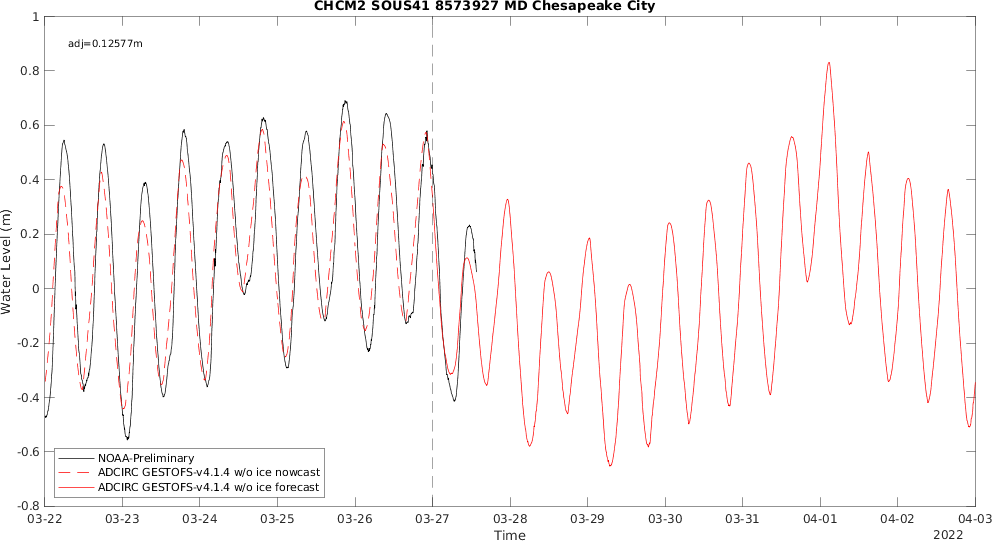 CHCM2 SOUS41 8573927 MD Chesapeake City
adj=0.12577m
1
0.8
0.6
0.4
0.2
0
-0.2
-0.4
-0.6
-0.8
Water Level (m)
NOAA-Preliminary
ADCIRC GESTOFS-v4.1.4 w/o ice nowcast
ADCIRC GESTOFS-v4.1.4 w/o ice forecast
03-22 03-23 03-24 03-25 03-26 03-27 03-28 03-29 03-30 03-31 04-01 04-02 04-03
Time
2022